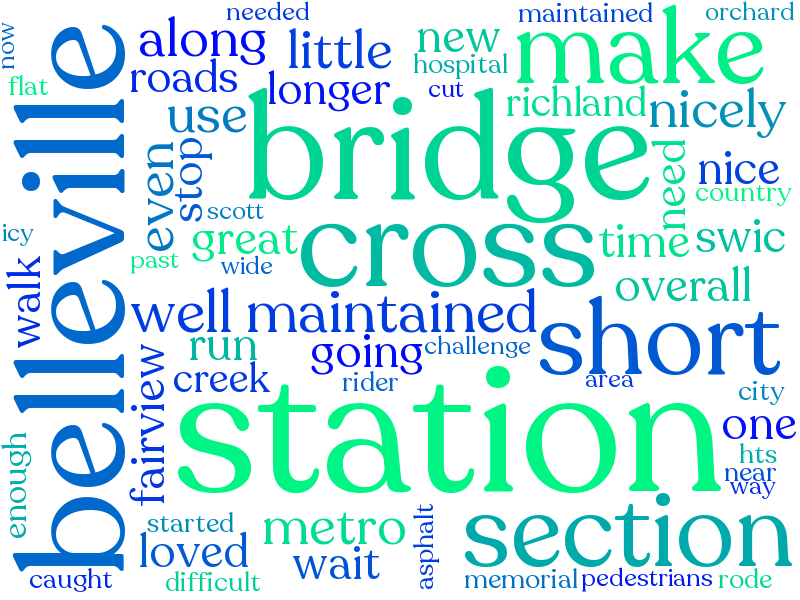 needed
maintained
orchard
now
along
little
new
make
flat
roads
longer
hospital
cut
richland
nicely
use
bridge
belleville
even
stop
need
nice
country
scott
icy
great
cross
time
swic
past
wide
walk
overall
well maintained
short
run
going
challenge
creek
rider
area
fairview
station
city
one
enough
hts
near
way
started
metro
asphalt
section
loved
wait
caught
difficult
memorial
pedestrians
rode